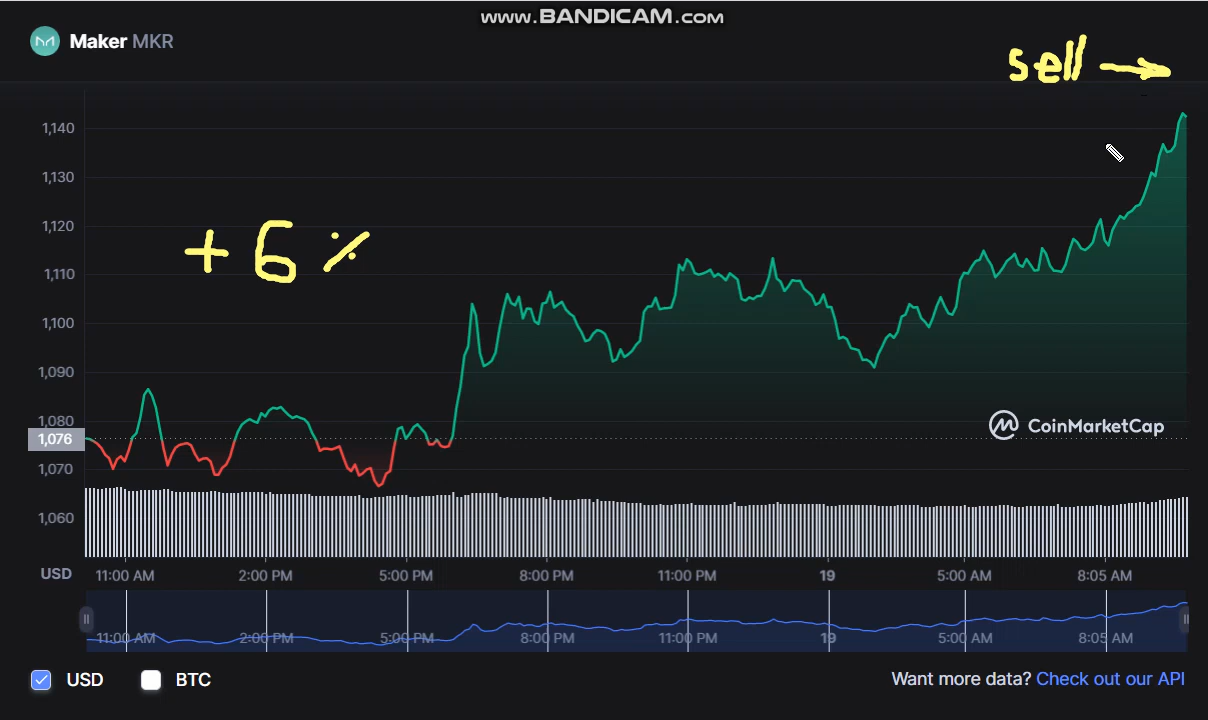 www.BANDICAM.com
Maker MKR
sell
1,140
1,130
1,120
+ 6 %
1,110
1,100
1,090
1,080
CoinMarketCap
1,076
1,070
1,060
USD
11:00 AM 2:00 PM 5:00 PM 8:00 PM 11:00 PM 19 5:00 AM 8:05 AM
11:00 AM 2:00 PM 5:00 PM 8:00 PM 11:00 PM 19 5:00 AM 8:05 AM
USD BTC Want more data? Check out our API